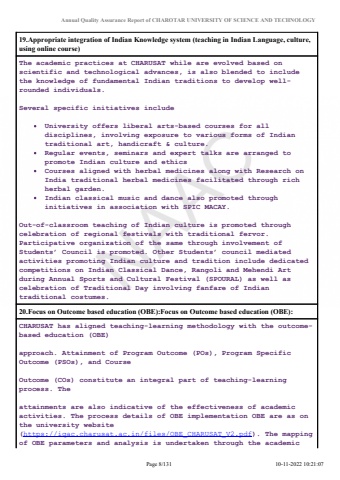 Annual Quality Assurance Report of CHAROTAR UNIVERSITY OF SCIENCE AND TECHNOLOGY
19.Appropriate integration of Indian Knowledge system (teaching in Indian Language, culture,
using online course)
The academic practices at CHARUSAT while are evolved based on
scientific and technological advances, is also blended to include
the knowledge of fundamental Indian traditions to develop well-
rounded individuals.
Several specific initiatives include
• University offers liberal arts-based courses for all
disciplines, involving exposure to various forms of Indian
traditional art, handicraft & culture.
• Regular events, seminars and expert talks are arranged to
promote Indian culture and ethics
• Courses aligned with herbal medicines along with Research on
India traditional herbal medicines facilitated through rich
herbal garden.
• Indian classical music and dance also promoted through
initiatives in association with SPIC MACAY.
Out-of-classroom teaching of Indian culture is promoted through
celebration of regional festivals with traditional fervor.
Participative organization of the same through involvement of
Students' Council is promoted. Other Students' council mediated
activities promoting Indian culture and tradition include dedicated
competitions on Indian Classical Dance, Rangoli and Mehendi Art
during Annual Sports and Cultural Festival (SPOURAL) as well as
celebration of Traditional Day involving fanfare of Indian
traditional costumes.
20.Focus on Outcome based education (OBE):Focus on Outcome based education (OBE):
CHARUSAT has aligned teaching-learning methodology with the outcome-
based education (OBE)
approach. Attainment of Program Outcome (POs), Program Specific
Outcome (PSOs), and Course
Outcome (COs) constitute an integral part of teaching-learning
process. The
attainments are also indicative of the effectiveness of academic
activities. The process details of OBE implementation OBE are as on
the university website
(https://iqac.charusat.ac.in/files/OBE_CHARUSAT_V2.pdf). The mapping
of OBE parameters and analysis is undertaken through the academic
Page 8/131 10-11-2022 10:21:07
NAAC